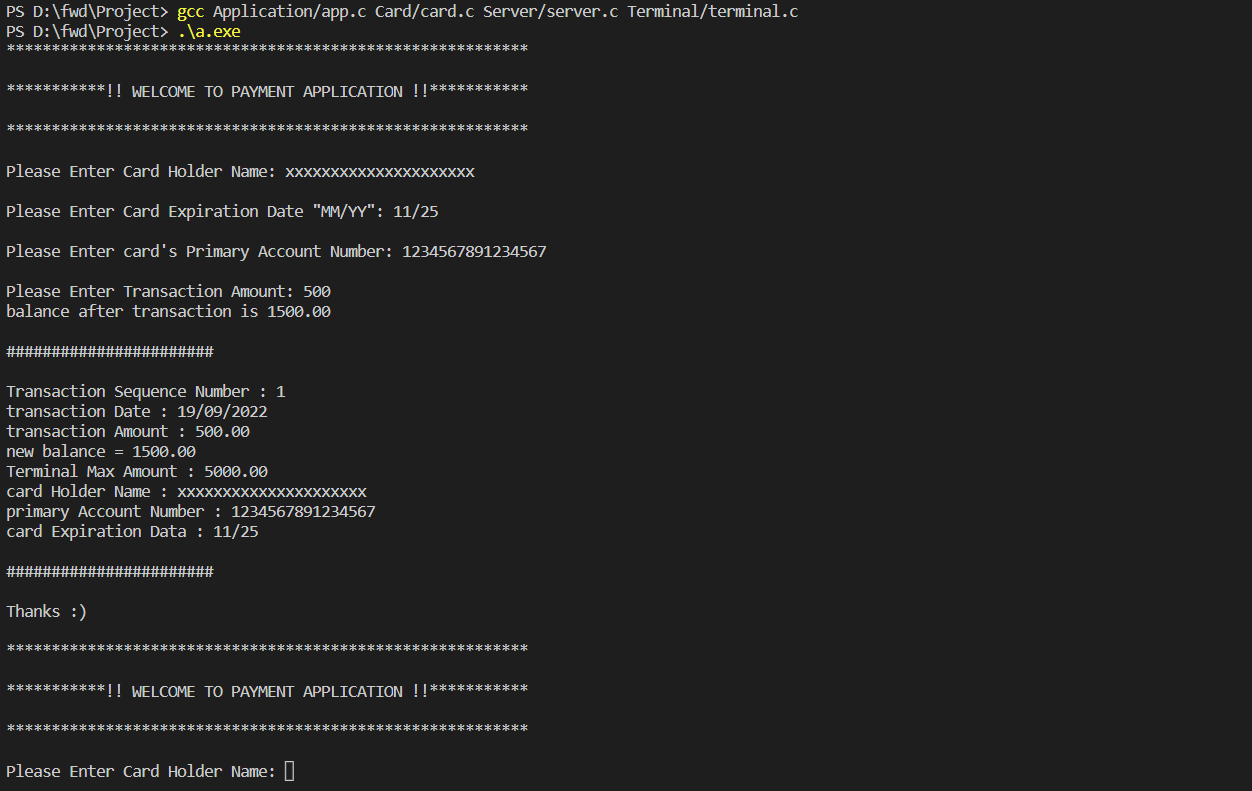 PS D:\fwd\Project> gcc Application/app.c Card/card.c Server/server.c Terminal/terminal.c
PS D:\fwd\Project> .\a.exe
**********************************************************
***********!! WELCOME TO PAYMENT APPLICATION !!***********
**********************************************************
Please Enter Card Holder Name: xxxxxxxxxxxxxxxxxxxxx
Please Enter Card Expiration Date "MM/YY": 11/25
Please Enter card's Primary Account Number: 1234567891234567
Please Enter Transaction Amount: 500
balance after transaction is 1500.00
#######################
Transaction Sequence Number : 1
transaction Date : 19/09/2022
transaction Amount : 500.00
new balance = 1500.00
Terminal Max Amount : 5000.00
card Holder Name : xxxxxxxxxxxxxxxxxxxxx
primary Account Number : 1234567891234567
card Expiration Data : 11/25
#######################
Thanks :)
**********************************************************
***********!! WELCOME TO PAYMENT APPLICATION !!***********
**********************************************************
Please Enter Card Holder Name: